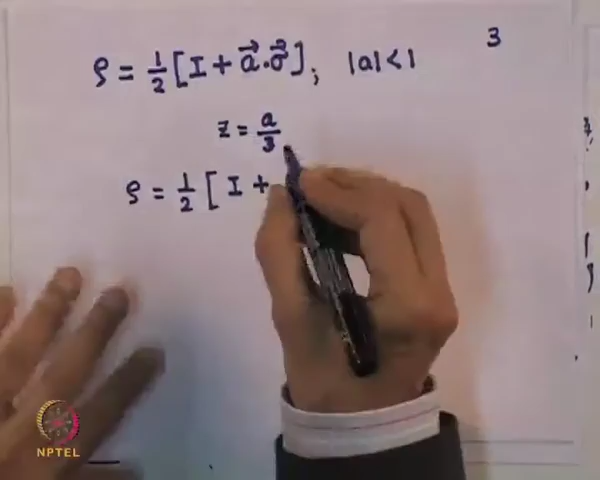 3
ρ = 1/2 [I + a⃗.σ⃗]; |a| < 1
z = a/3
ρ = 1/2 [ I +
NPTEL